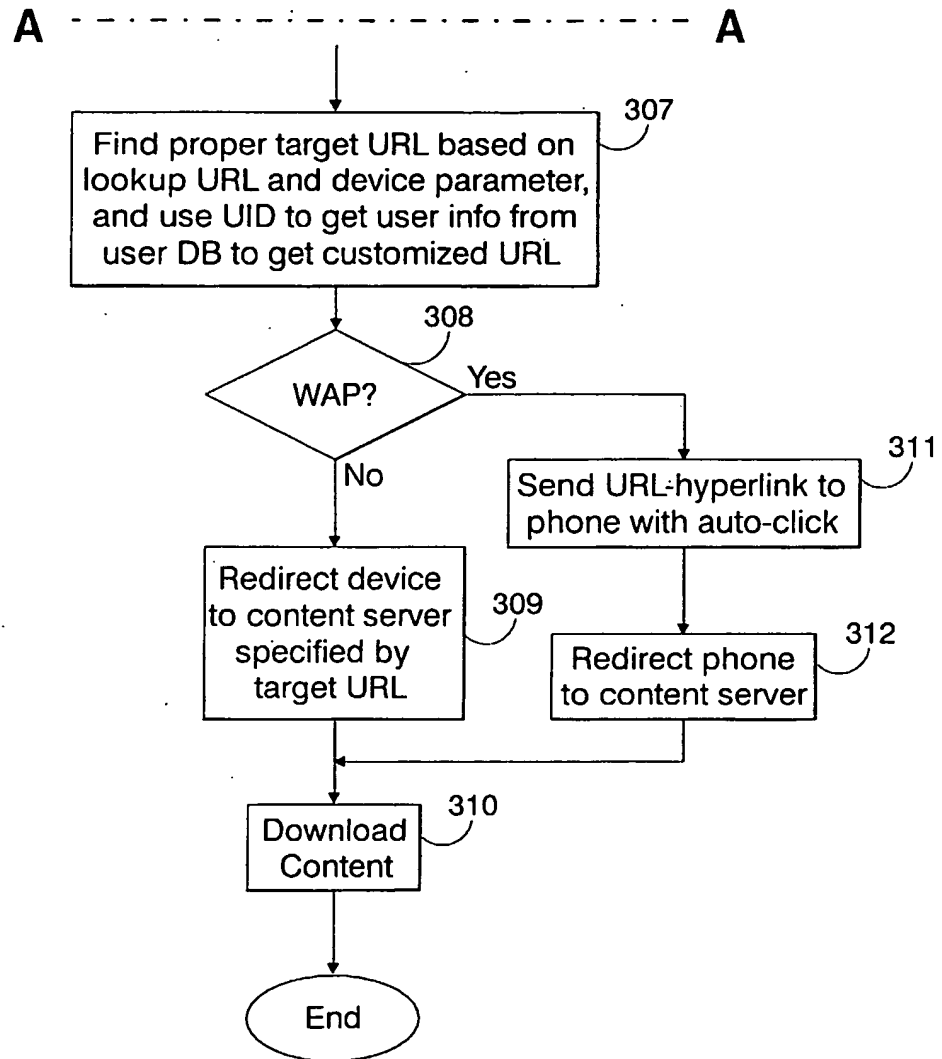 A A
307
Find proper target URL based on
lookup URL and device parameter,
and use UID to get user info from
user DB to get customized URL
308
WAP?
Yes
No
311
Send URL-hyperlink to
phone with auto-click
Redirect device
to content server
specified by
target URL
309
312
Redirect phone
to content server
310
Download
Content
End